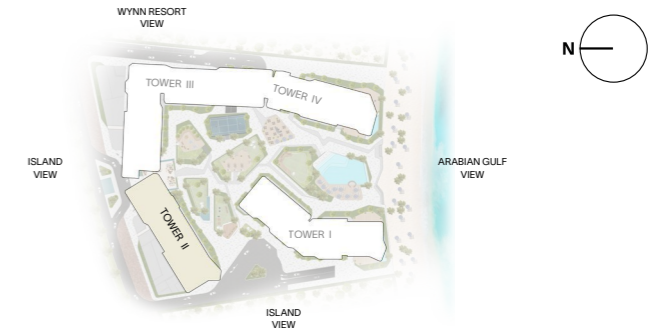 WYNN RESORT
VIEW
N
TOWER III
TOWER IV
ISLAND
VIEW
ARABIAN GULF
VIEW
TOWER II
TOWER I
ISLAND
VIEW